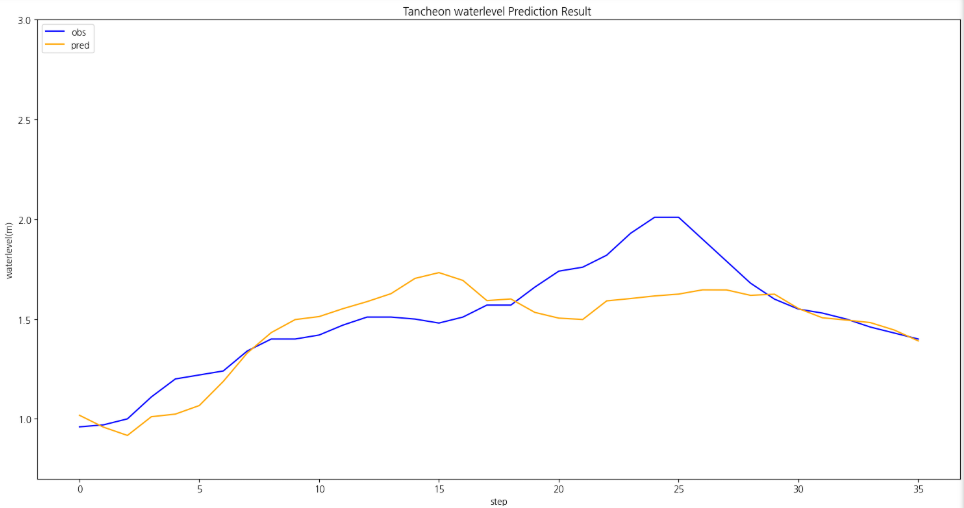 Tancheon waterlevel Prediction Result
obs
pred
3.0
2.5
2.0
1.5
1.0
waterlevel(m)
0 5 10 15 20 25 30 35
step